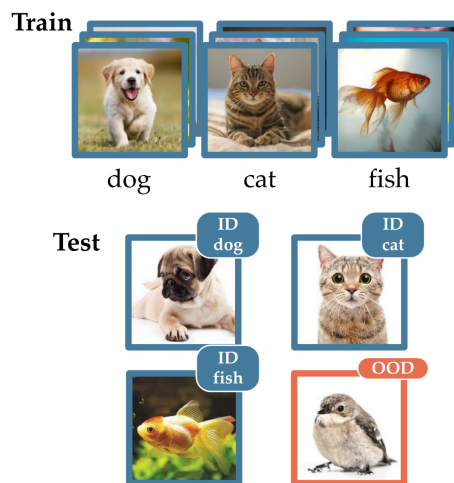 Train
dog
cat
fish
Test
ID
dog
ID
cat
ID
fish
OOD